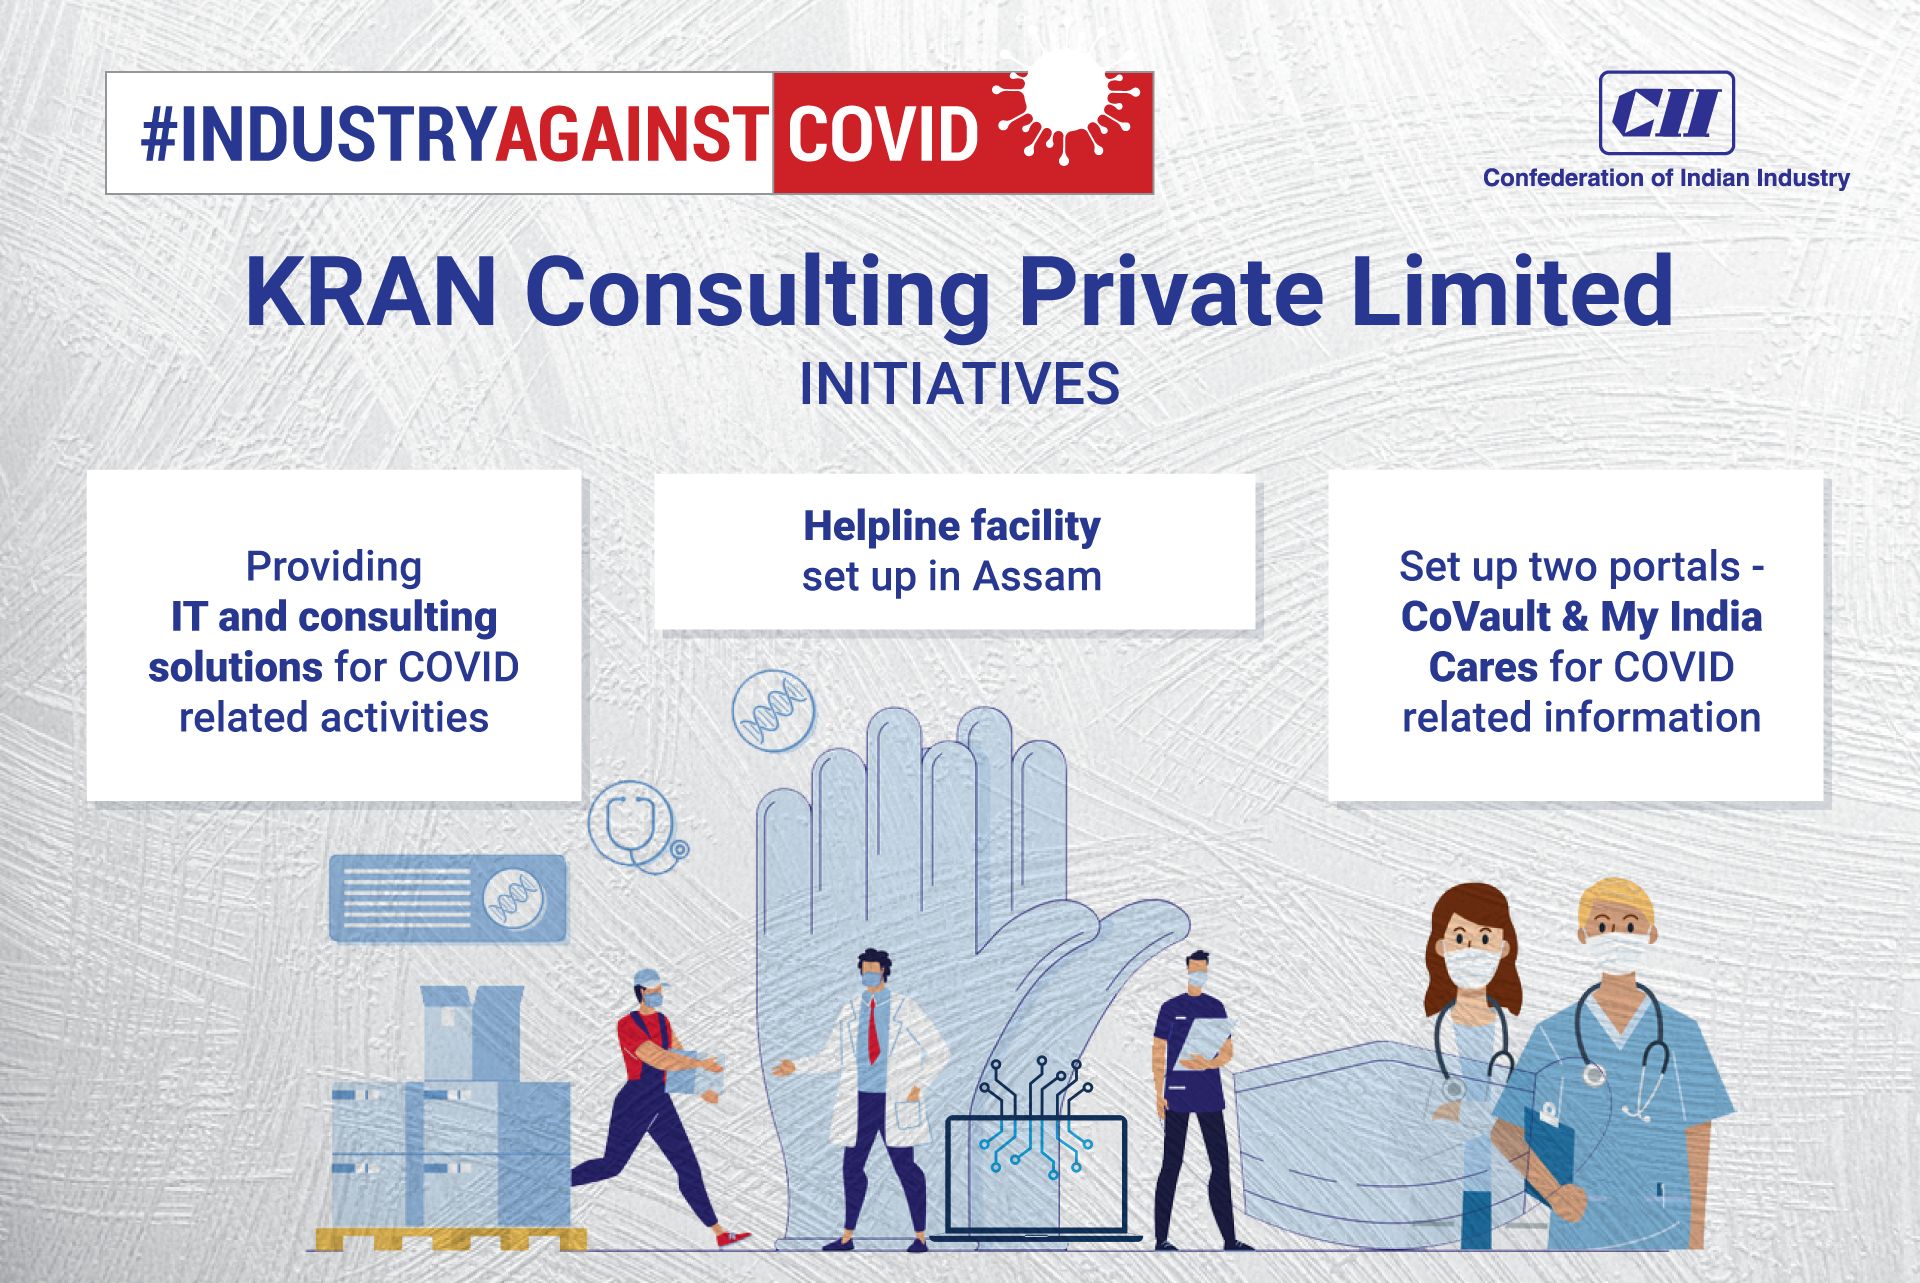 #INDUSTRYAGAINST COVID
CII
Confederation of Indian Industry
KRAN Consulting Private Limited
INITIATIVES
Providing
IT and consulting
solutions for COVID
related activities
Helpline facility
set up in Assam
Set up two portals -
CoVault & My India
Cares for COVID
related information